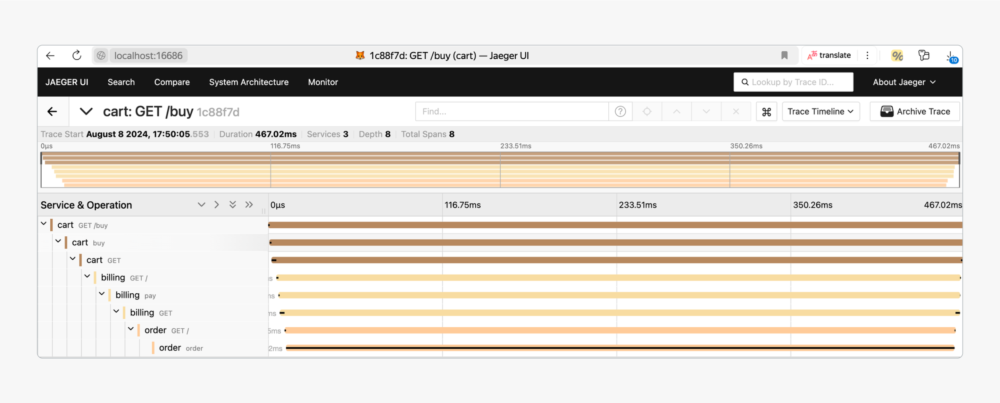 localhost:16686 1c88f7d: GET /buy (cart) — Jaeger UI translate 10
JAEGER UI Search Compare System Architecture Monitor Lookup by Trace ID... About Jaeger
cart: GET /buy 1c88f7d Find... Trace Timeline Archive Trace
Trace Start August 8 2024, 17:50:05.553 Duration 467.02ms Services 3 Depth 8 Total Spans 8
0μs 116.75ms 233.51ms 350.26ms 467.02ms
Service & Operation 0μs 116.75ms 233.51ms 350.26ms 467.02ms
cart GET /buy
cart buy
cart GET
billing GET / s
billing pay ms
billing GET ms
order GET / 5ms
order order 2ms